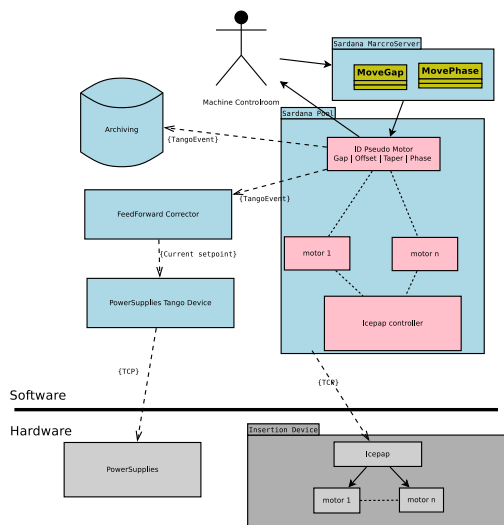 Sardana MarcroServer
MoveGap
MovePhase
Machine Controlroom
Sardana Pool
Archiving
{TangoEvent}
ID Pseudo Motor
Gap | Offset | Taper | Phase
{TangoEvent}
FeedForward Corrector
{Current setpoint}
motor 1
motor n
PowerSupplies Tango Device
Icepap controller
{TCP}
{TCP}
Software
Hardware
Insertion Device
PowerSupplies
Icepap
motor 1
motor n